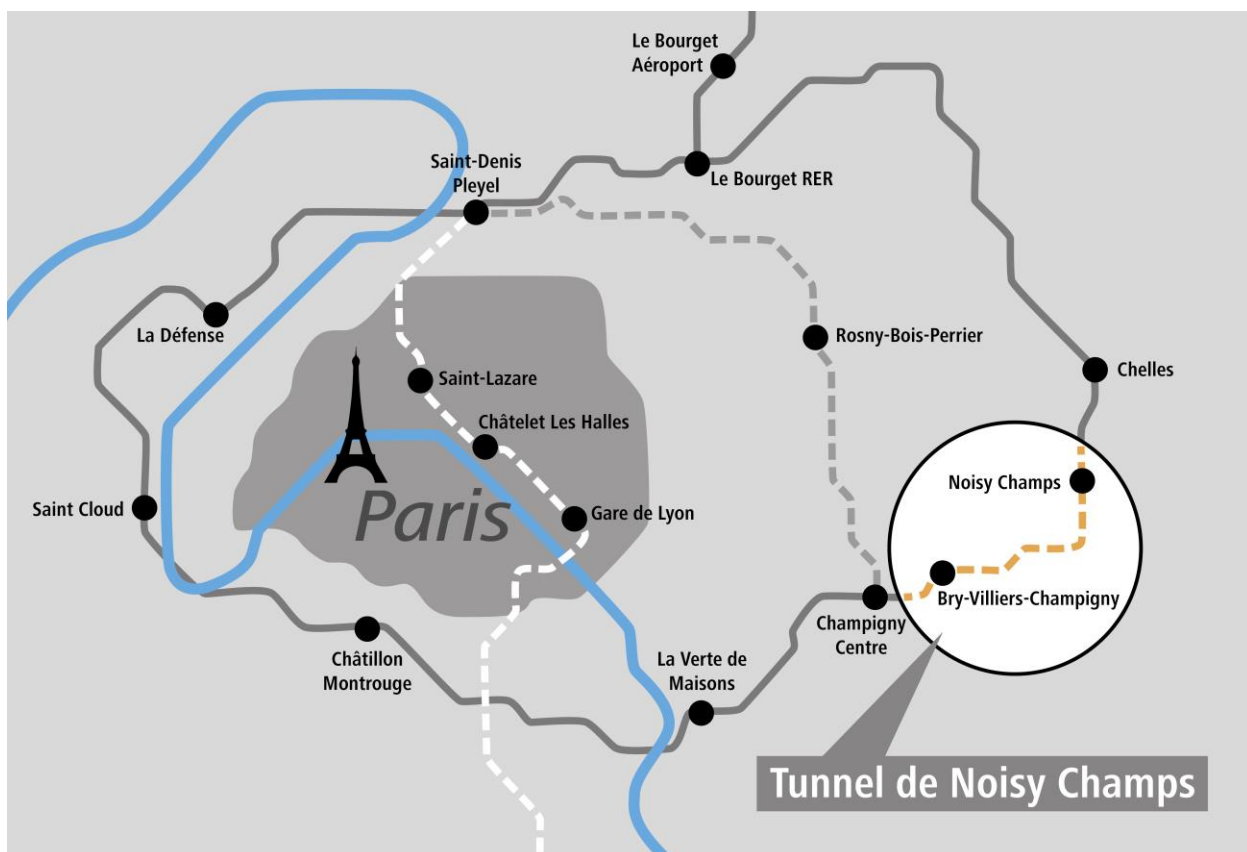 Le Bourget
Aéroport
Saint-Denis
Pleyel
Le Bourget RER
La Défense
Rosny-Bois-Perrier
Chelles
Saint-Lazare
Châtelet Les Halles
Noisy Champs
Saint Cloud
Paris
Gare de Lyon
Bry-Villiers-Champigny
Champigny
Centre
Châtillon
Montrouge
La Verte de
Maisons
Tunnel de Noisy Champs